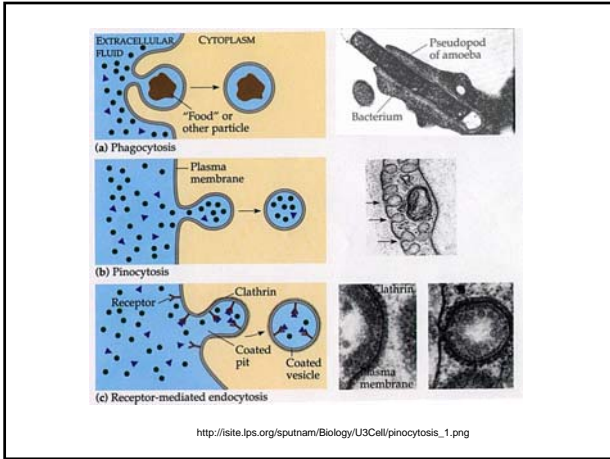 EXTRACELLULAR
FLUID
CYTOPLASM
"Food" or
other particle
(a) Phagocytosis
Pseudopod
of amoeba
Bacterium
Plasma
membrane
(b) Pinocytosis
Receptor
Clathrin
Coated
pit
Coated
vesicle
(c) Receptor-mediated endocytosis
Clathrin
Plasma
membrane
http://isite.lps.org/sputnam/Biology/U3Cell/pinocytosis_1.png